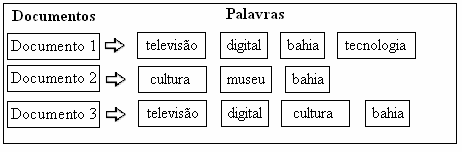 Documentos Palavras
Documento 1 televisão digital bahia tecnologia
Documento 2 cultura museu bahia
Documento 3 televisão digital cultura bahia